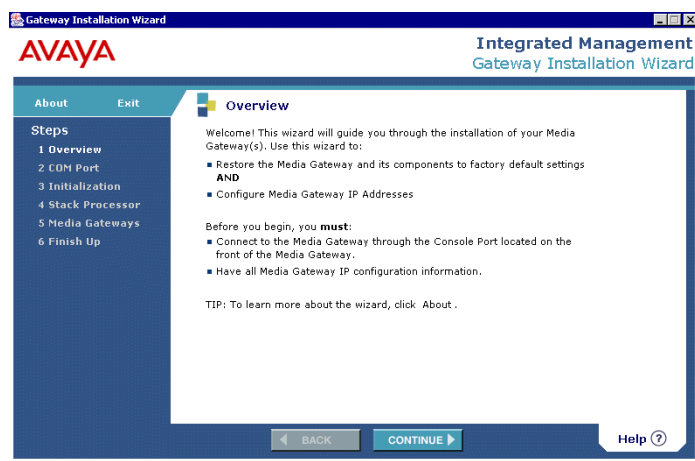 Gateway Installation Wizard
AVAYA
Integrated Management
Gateway Installation Wizard
About Exit
Steps
1 Overview
2 COM Port
3 Initialization
4 Stack Processor
5 Media Gateways
6 Finish Up
Overview
Welcome! This wizard will guide you through the installation of your Media
Gateway(s). Use this wizard to:
Restore the Media Gateway and its components to factory default settings
AND
Configure Media Gateway IP Addresses
Before you begin, you must:
Connect to the Media Gateway through the Console Port located on the
front of the Media Gateway.
Have all Media Gateway IP configuration information.
TIP: To learn more about the wizard, click About .
BACK
CONTINUE
Help ?